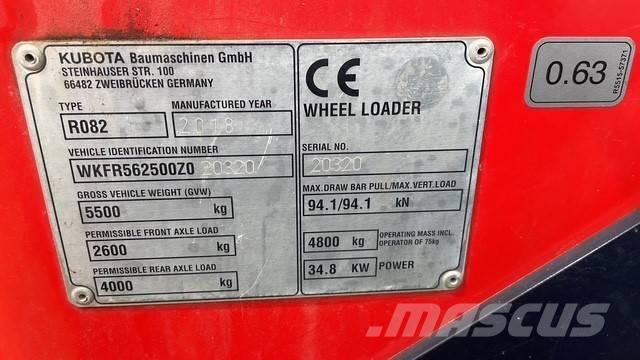 KUBOTA Baumaschinen GmbH
STEINHAUSER STR. 100
66482 ZWEIBRÜCKEN GERMANY
TYPE
R082
MANUFACTURED YEAR
2018
VEHICLE IDENTIFICATION NUMBER
WKFR562500Z0 20320
GROSS VEHICLE WEIGHT (GVW)
5500 kg
PERMISSIBLE FRONT AXLE LOAD
2600 kg
PERMISSIBLE REAR AXLE LOAD
4000 kg
CE
WHEEL LOADER
SERIAL NO.
20320
MAX.DRAW BAR PULL/MAX.VERT.LOAD
94.1/94.1 kN
4800 kg OPERATING MASS INCL.
OPERATOR OF 75kg
34.8 KW POWER
0.63
R5515-57371
MASCUS